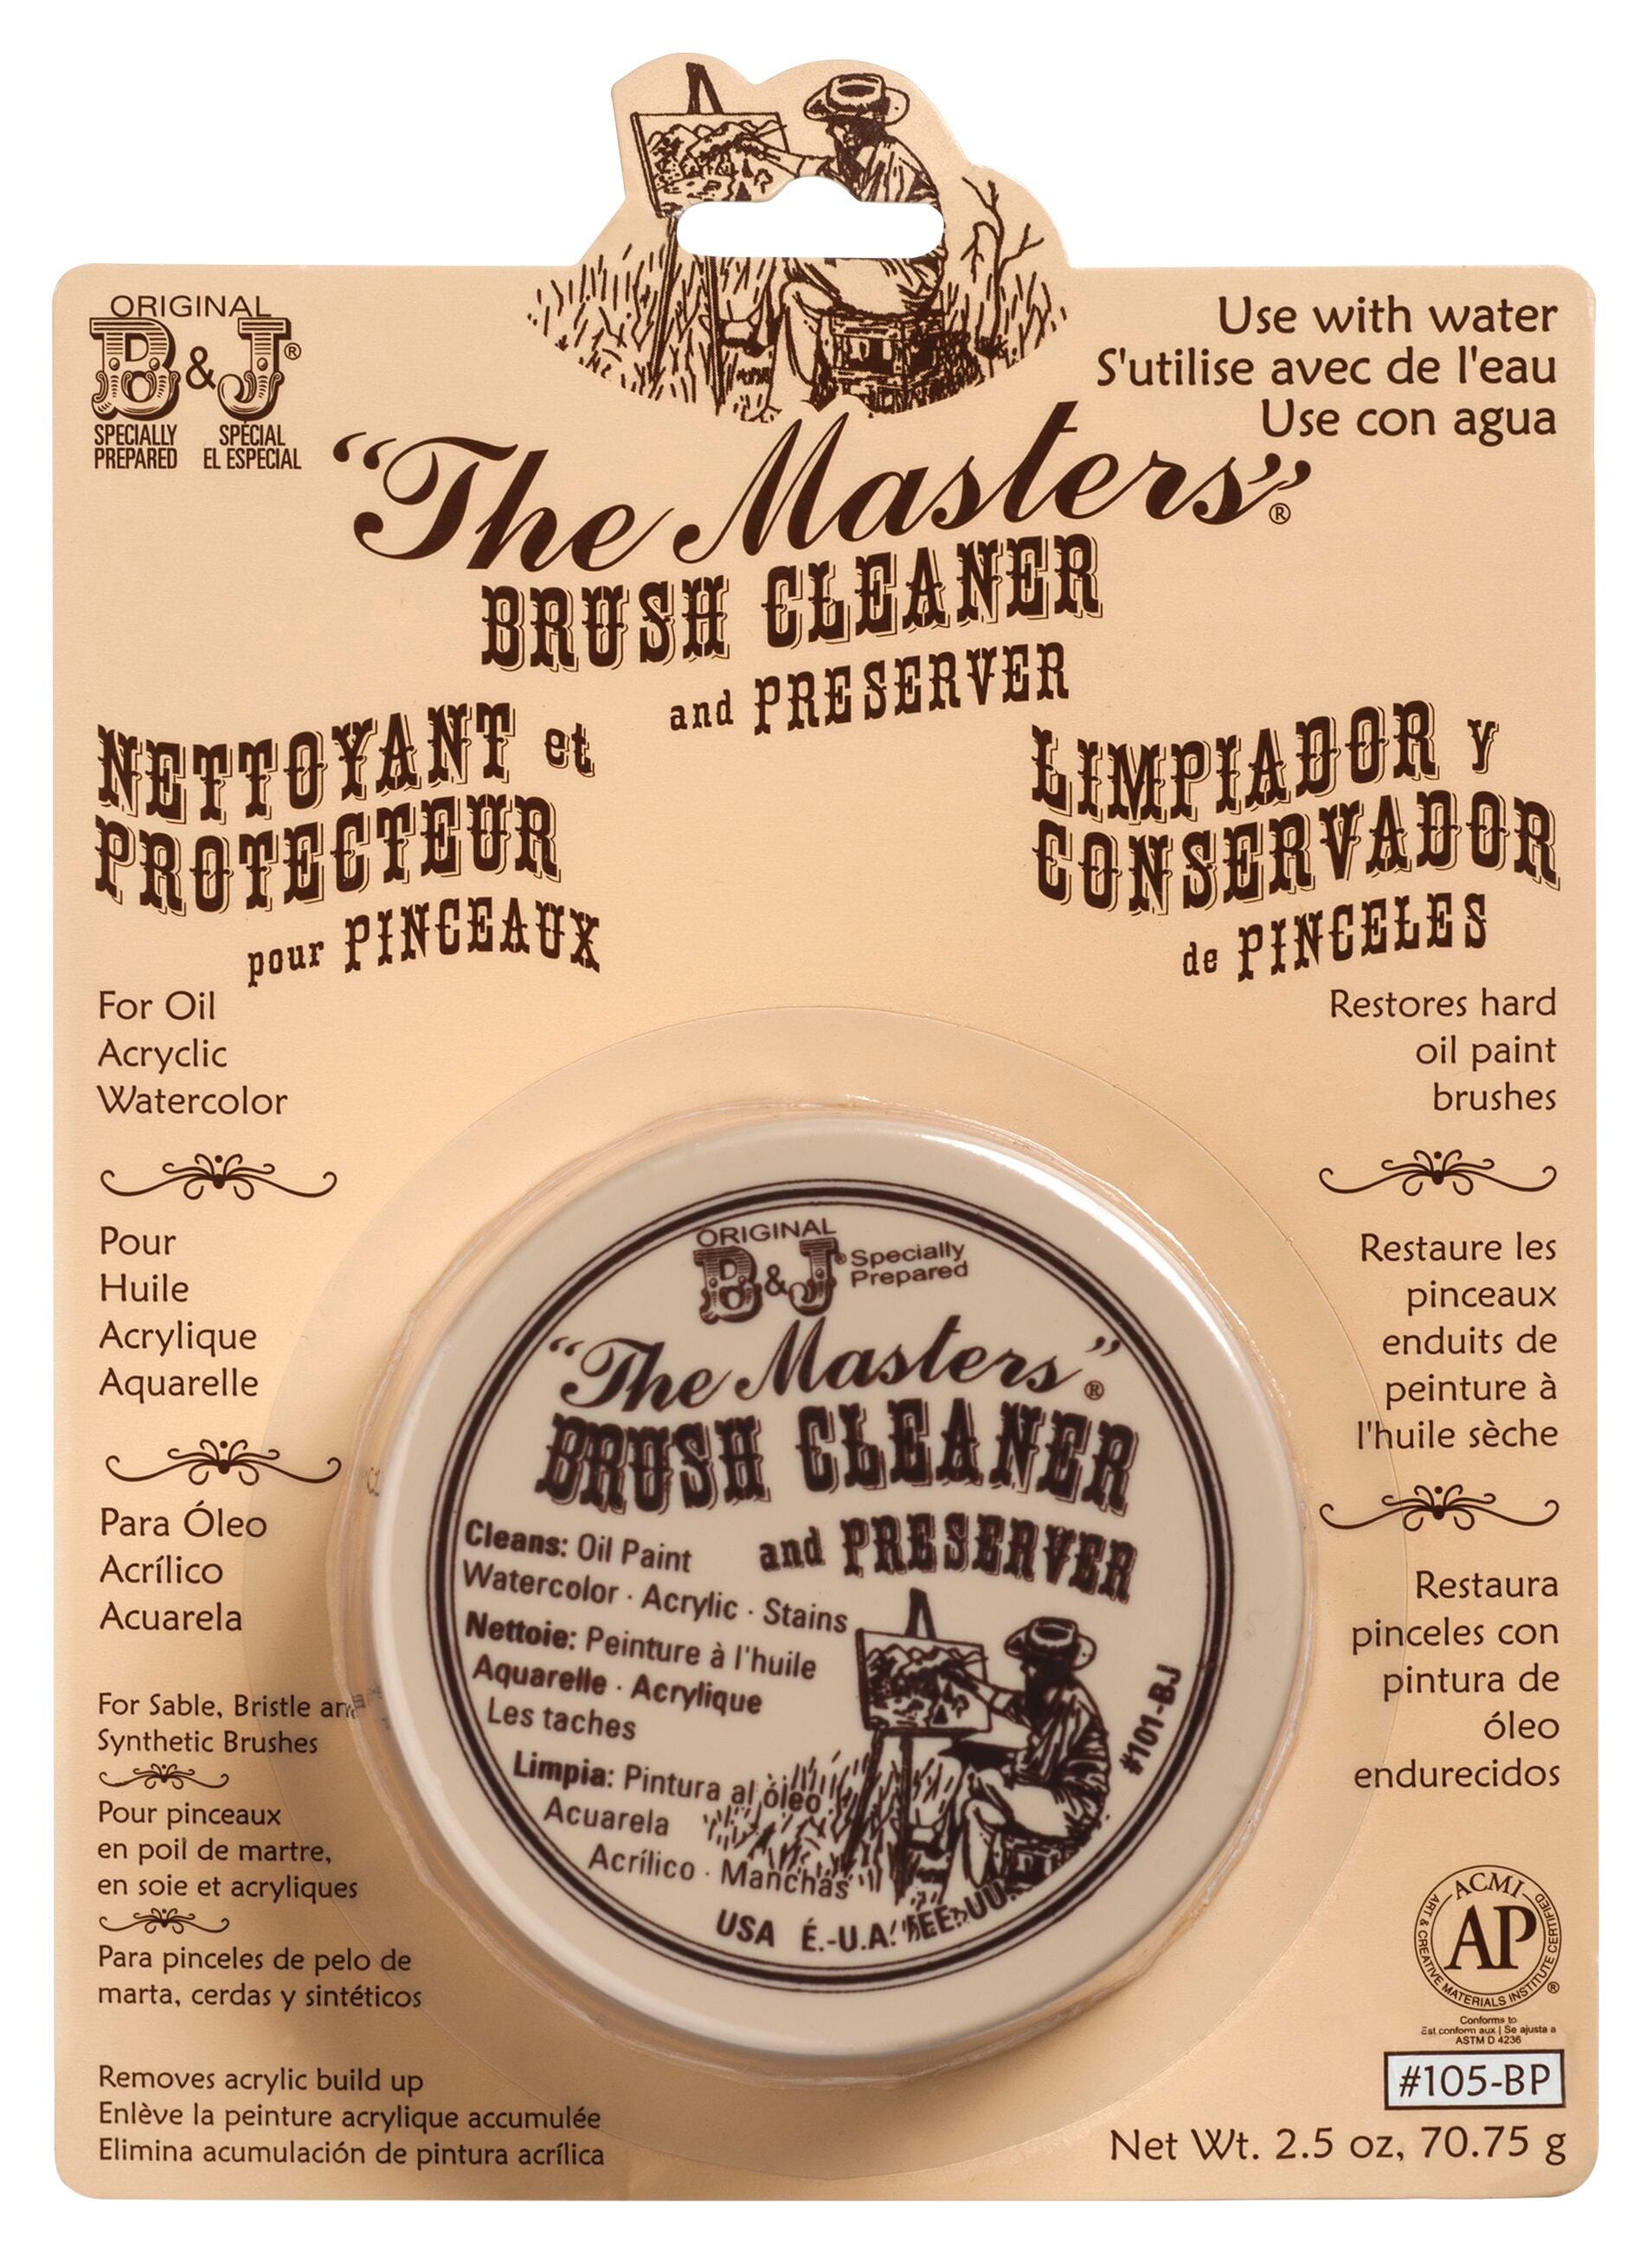 ORIGINAL
B&J®
SPECIALLY PREPARED
SPÉCIAL EL ESPECIAL
Use with water
S'utilise avec de l'eau
Use con agua
"The Masters"®
BRUSH CLEANER
and PRESERVER
NETTOYANT et
PROTECTEUR
pour PINCEAUX
LIMPIADOR y
CONSERVADOR
de PINCELES
For Oil
Acryclic
Watercolor
Pour
Huile
Acrylique
Aquarelle
Para Óleo
Acrílico
Acuarela
For Sable, Bristle and
Synthetic Brushes
Pour pinceaux
en poil de martre,
en soie et acryliques
Para pinceles de pelo de
marta, cerdas y sintéticos
Removes acrylic build up
Enlève la peinture acrylique accumulée
Elimina acumulación de pintura acrílica
Restores hard
oil paint
brushes
Restaure les
pinceaux
enduits de
peinture à
l'huile sèche
Restaura
pinceles con
pintura de
óleo
endurecidos
ORIGINAL
B&J® Specially
Prepared
"The Masters"®
BRUSH CLEANER
and PRESERVER
Cleans: Oil Paint
Watercolor · Acrylic · Stains
Nettoie: Peinture à l'huile
Aquarelle · Acrylique
Les taches
Limpia: Pintura al óleo
Acuarela
Acrílico · Manchas
USA É.-U.A. EE.UU.
#101-BJ
ACMI
AP
ART & CREATIVE MATERIALS INSTITUTE CERTIFIED ®
Conforms to
Est conform aux | Se ajusta a
ASTM D 4236
#105-BP
Net Wt. 2.5 oz, 70.75 g